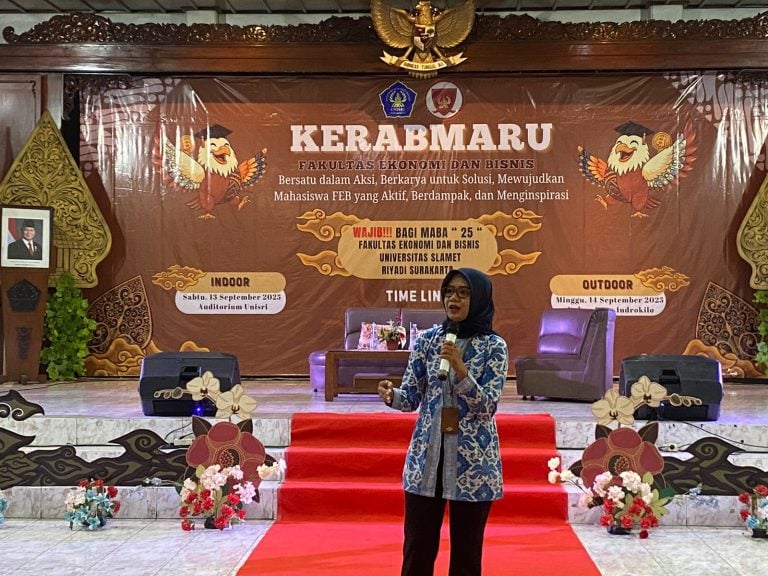 KERABMARU
FAKULTAS EKONOMI DAN BISNIS
Bersatu dalam Aksi, Berkarya untuk Solusi, Mewujudkan
Mahasiswa FEB yang Aktif, Berdampak, dan Menginspirasi
WAJIB!!! BAGI MABA " 25 "
FAKULTAS EKONOMI DAN BISNIS
UNIVERSITAS SLAMET
RIYADI SURAKARTA
INDOOR
Sabtu, 13 September 2025
Auditorium Unisri
TIME LIN
OUTDOOR
Minggu, 14 September 2025
Indrokilo